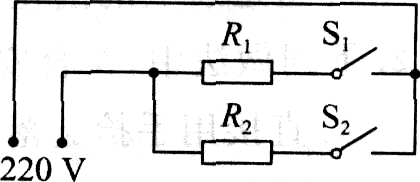 R₁ S₁
R₂ S₂
220 V